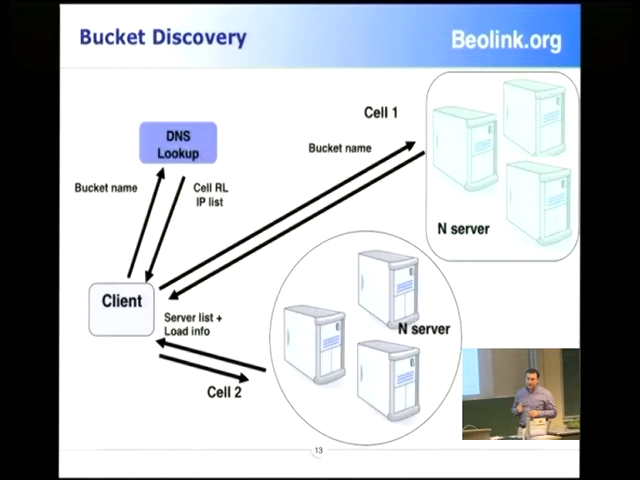 Bucket Discovery
Beolink.org
Cell 1
DNS
Lookup
Bucket name
Bucket name
Cell RL
IP list
N server
Client
Server list +
Load info
N server
Cell 2
13